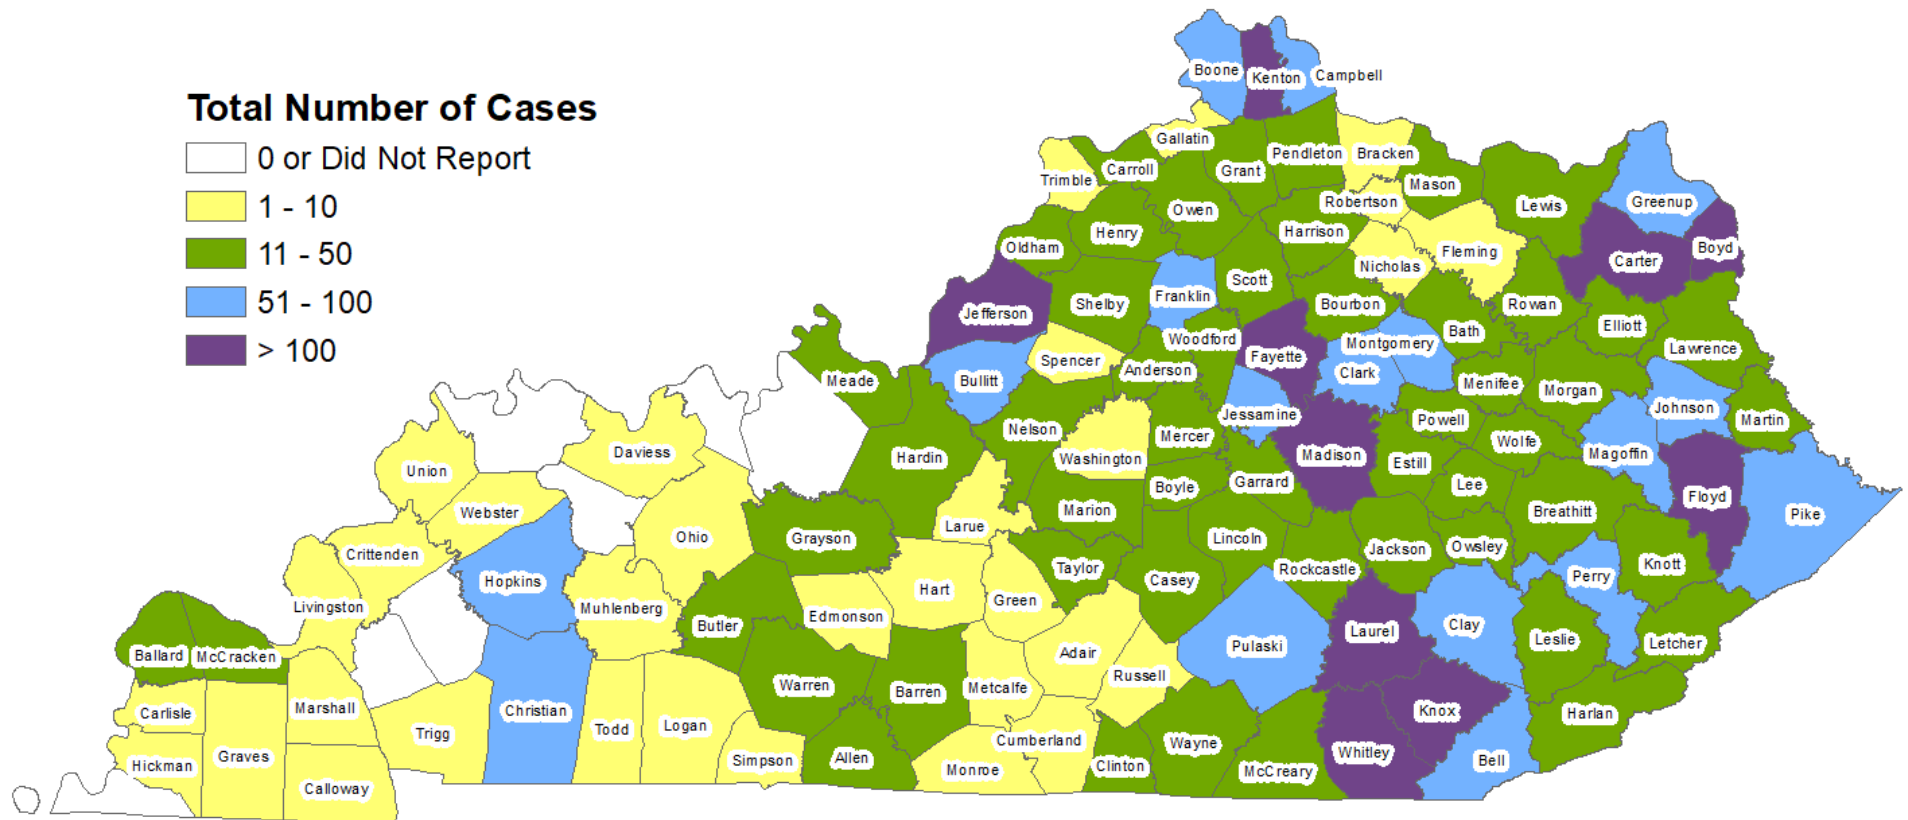 Total Number of Cases
0 or Did Not Report
1 - 10
11 - 50
51 - 100
> 100
Boone
Kenton
Campbell
Gallatin
Carroll
Trimble
Grant
Pendleton
Bracken
Mason
Robertson
Lewis
Greenup
Owen
Henry
Oldham
Harrison
Nicholas
Fleming
Carter
Boyd
Jefferson
Shelby
Franklin
Scott
Bourbon
Rowan
Elliott
Lawrence
Bath
Woodford
Fayette
Montgomery
Clark
Spencer
Anderson
Bullitt
Meade
Menifee
Morgan
Johnson
Martin
Jessamine
Powell
Nelson
Mercer
Wolfe
Magoffin
Washington
Madison
Estill
Hardin
Daviess
Union
Boyle
Garrard
Lee
Floyd
Pike
Webster
Larue
Marion
Breathitt
Ohio
Grayson
Lincoln
Crittenden
Jackson
Owsley
Knott
Taylor
Rockcastle
Casey
Perry
Hopkins
Hart
Green
Livingston
Muhlenberg
Edmonson
Butler
Laurel
Clay
Leslie
Letcher
Pulaski
Adair
Ballard
McCracken
Russell
Warren
Barren
Metcalfe
Marshall
Carlisle
Christian
Knox
Harlan
Trigg
Todd
Logan
Cumberland
Wayne
Whitley
Graves
Hickman
Simpson
Allen
Monroe
Clinton
McCreary
Bell
Calloway